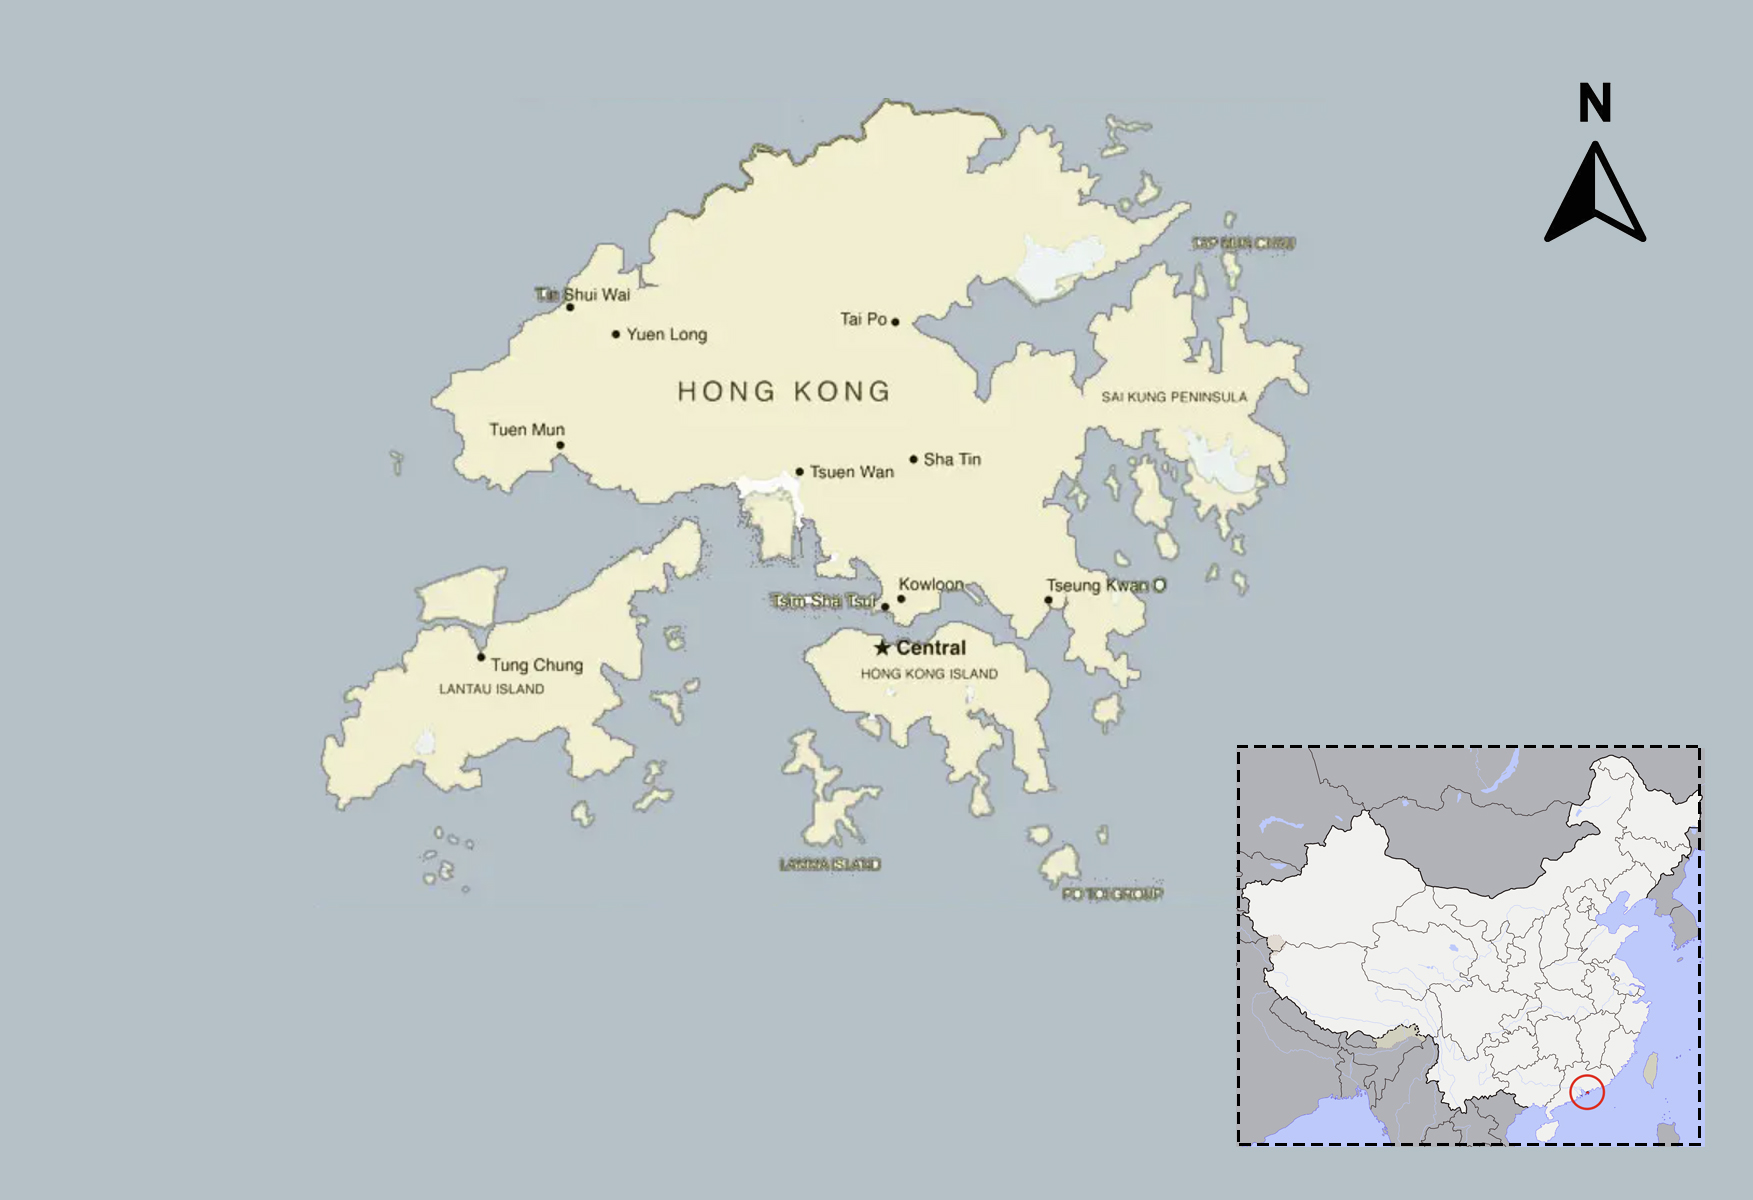 N
TAP MUN CHAU
Tin Shui Wai
Tai Po
Yuen Long
HONG KONG
SAI KUNG PENINSULA
Tuen Mun
Sha Tin
Tsuen Wan
Kowloon
Tseung Kwan O
Tsim Sha Tsui
Central
Tung Chung
HONG KONG ISLAND
LANTAU ISLAND
LAMMA ISLAND
PO TOI GROUP